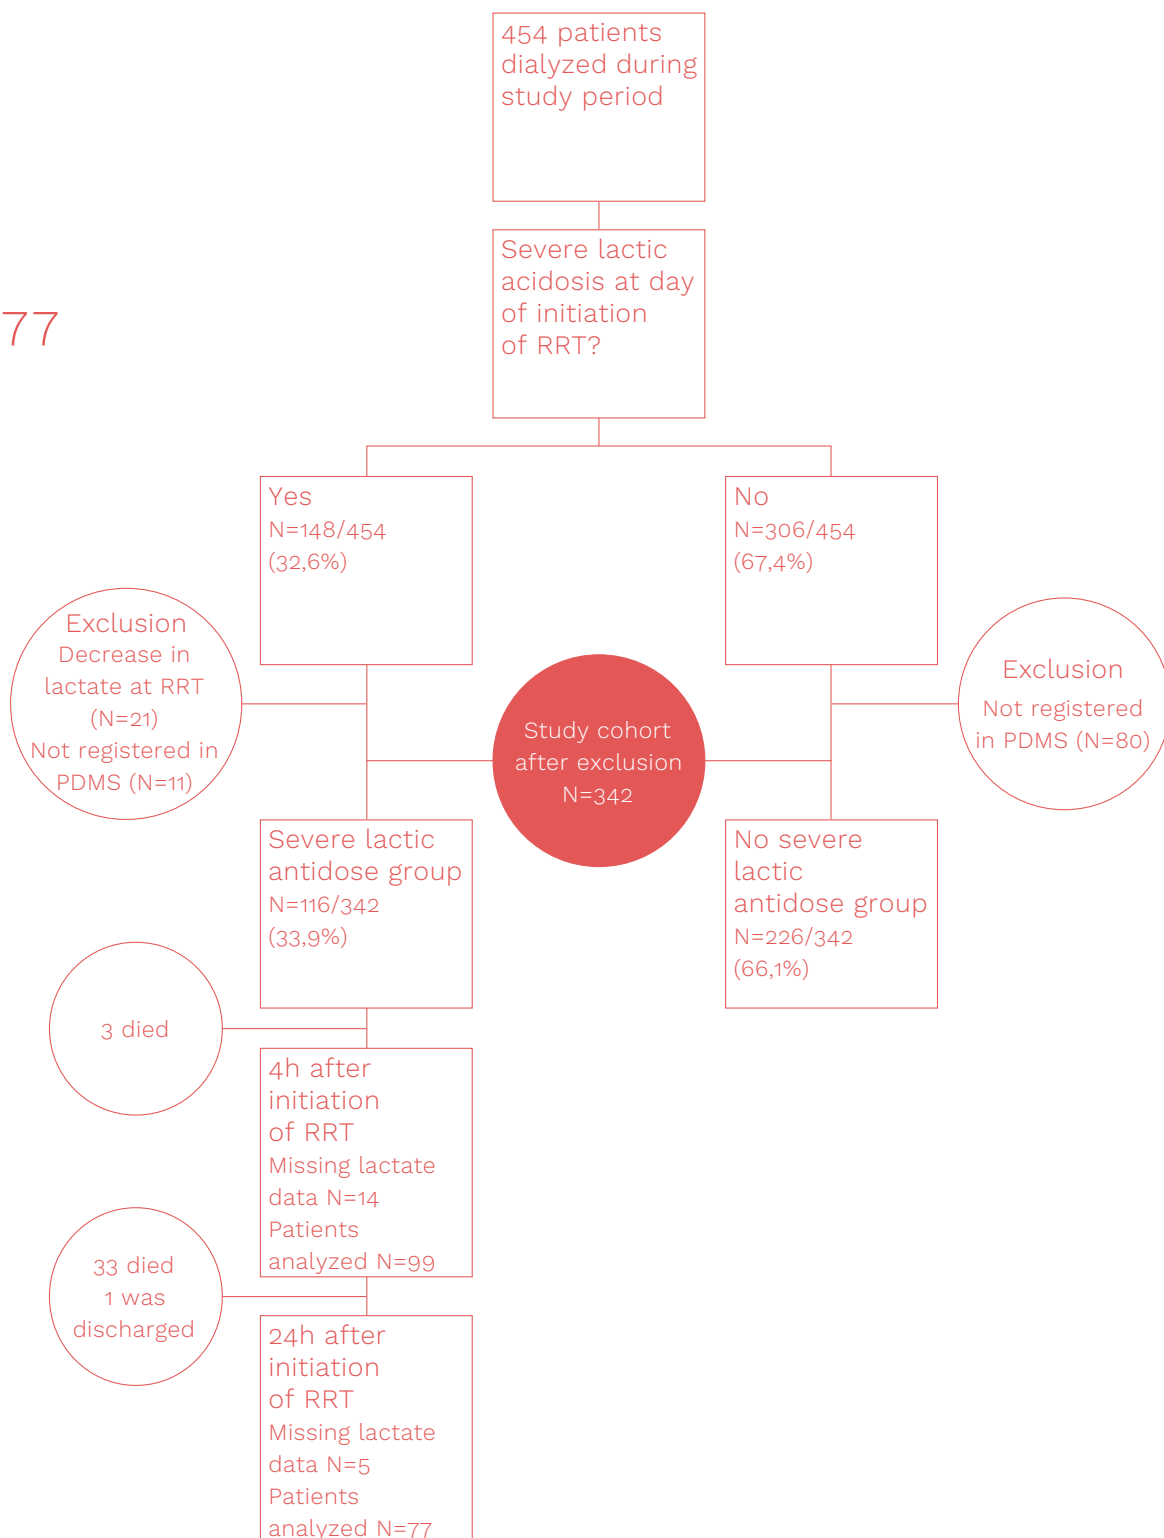 454 patients
dialyzed during
study period
Severe lactic
acidosis at day
of initiation
of RRT?
77
Yes
N=148/454
(32,6%)
No
N=306/454
(67,4%)
Exclusion
Decrease in
lactate at RRT
(N=21)
Not registered in
PDMS (N=11)
Study cohort
after exclusion
N=342
Exclusion
Not registered
in PDMS (N=80)
Severe lactic
antidose group
N=116/342
(33,9%)
No severe
lactic
antidose group
N=226/342
(66,1%)
3 died
4h after
initiation
of RRT
Missing lactate
data N=14
Patients
analyzed N=99
33 died
1 was
discharged
24h after
initiation
of RRT
Missing lactate
data N=5
Patients
analyzed N=77